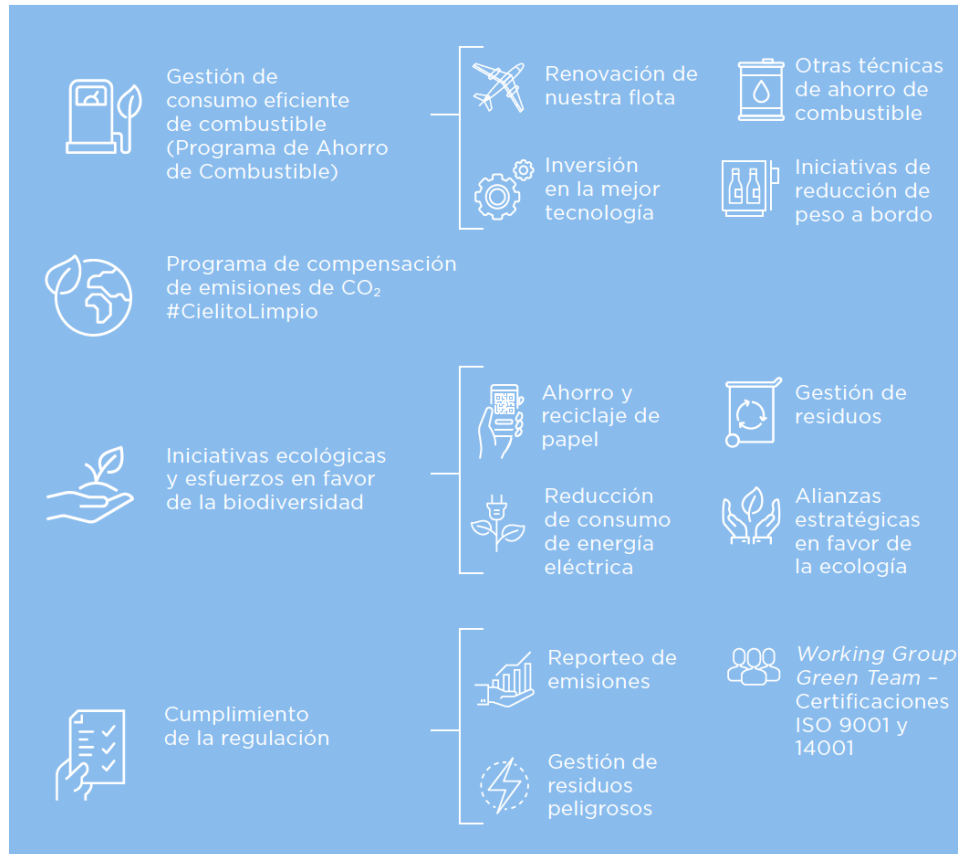 Gestión de
consumo eficiente
de combustible
(Programa de Ahorro
de Combustible)
Renovación de
nuestra flota
Otras técnicas
de ahorro de
combustible
Inversión
en la mejor
tecnología
Iniciativas de
reducción de
peso a bordo
Programa de compensación
de emisiones de CO₂
#CielitoLimpio
Iniciativas ecológicas
y esfuerzos en favor
de la biodiversidad
Ahorro y
reciclaje de
papel
Gestión de
residuos
Reducción
de consumo
de energía
eléctrica
Alianzas
estratégicas
en favor de
la ecología
Cumplimiento
de la regulación
Reporteo de
emisiones
Working Group
Green Team –
Certificaciones
ISO 9001 y
14001
Gestión de
residuos
peligrosos